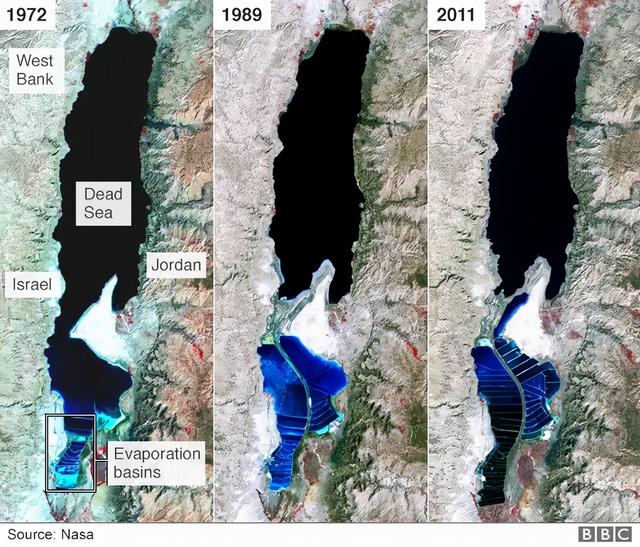 1972
1989
2011
West
Bank
Dead
Sea
Israel
Jordan
Evaporation
basins
Source: Nasa
BBC